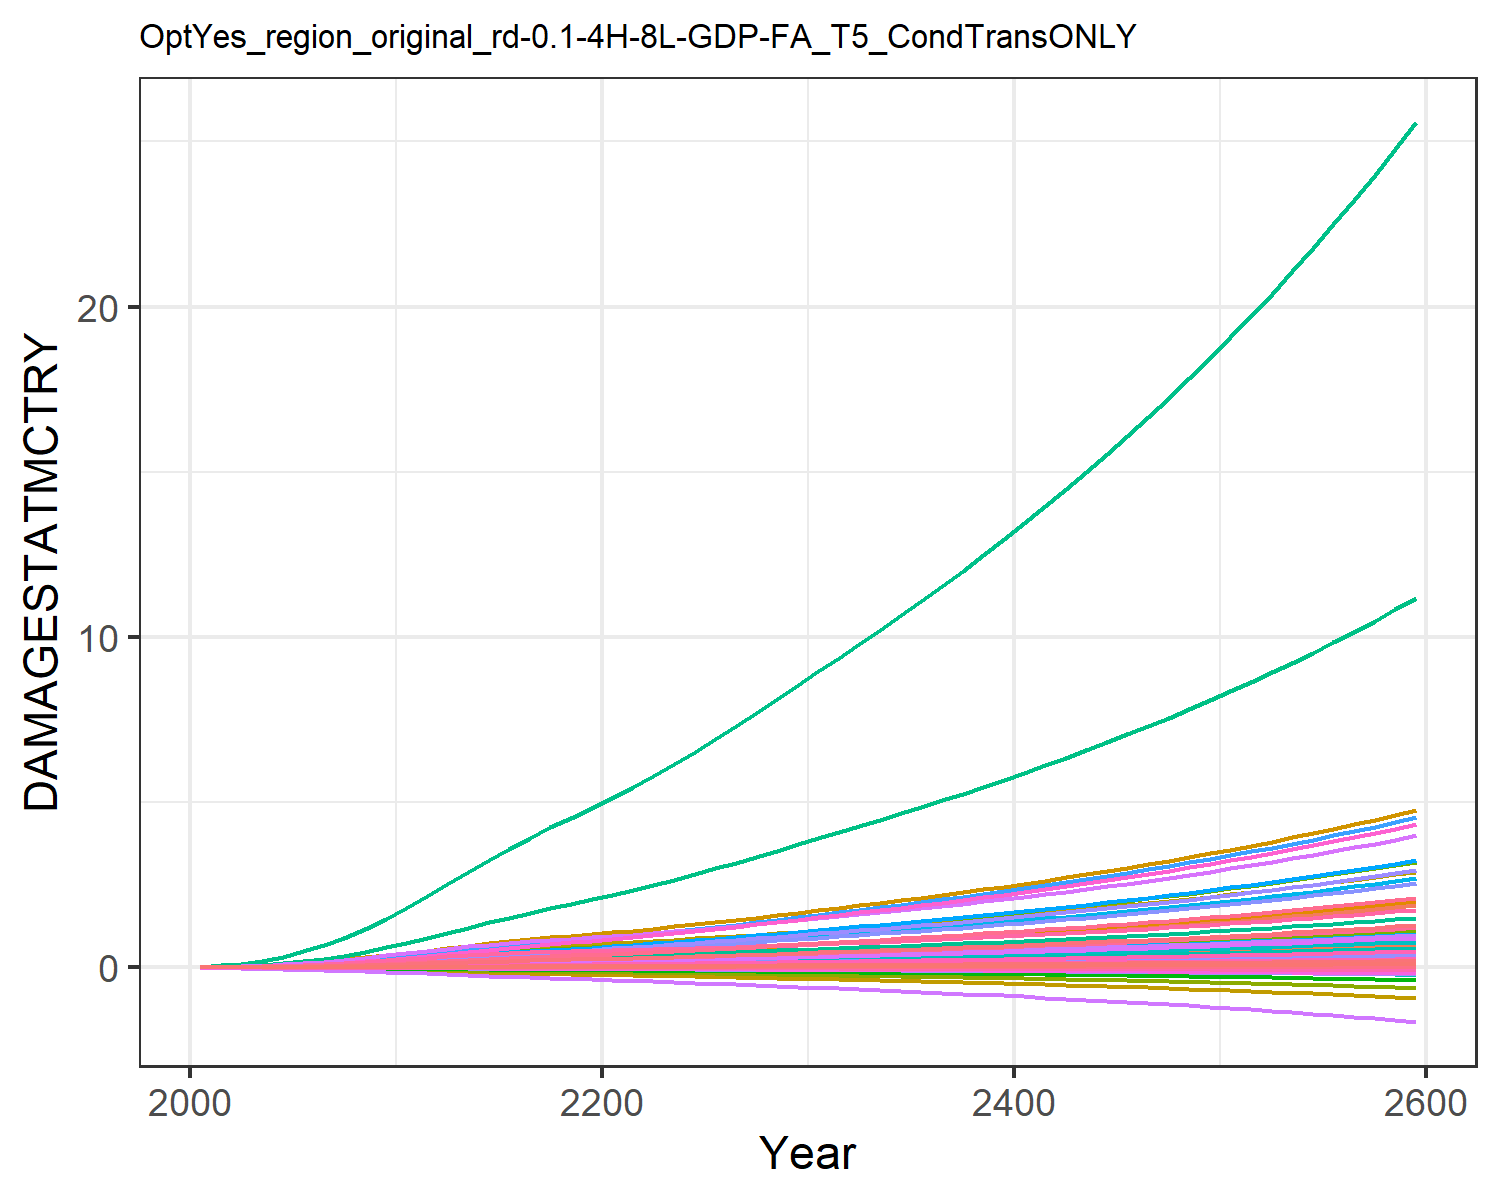 OptYes_region_original_rd-0.1-4H-8L-GDP-FA_T5_CondTransONLY
DAMAGESTATMCTRY
20
10
0
2000 2200 2400 2600
Year